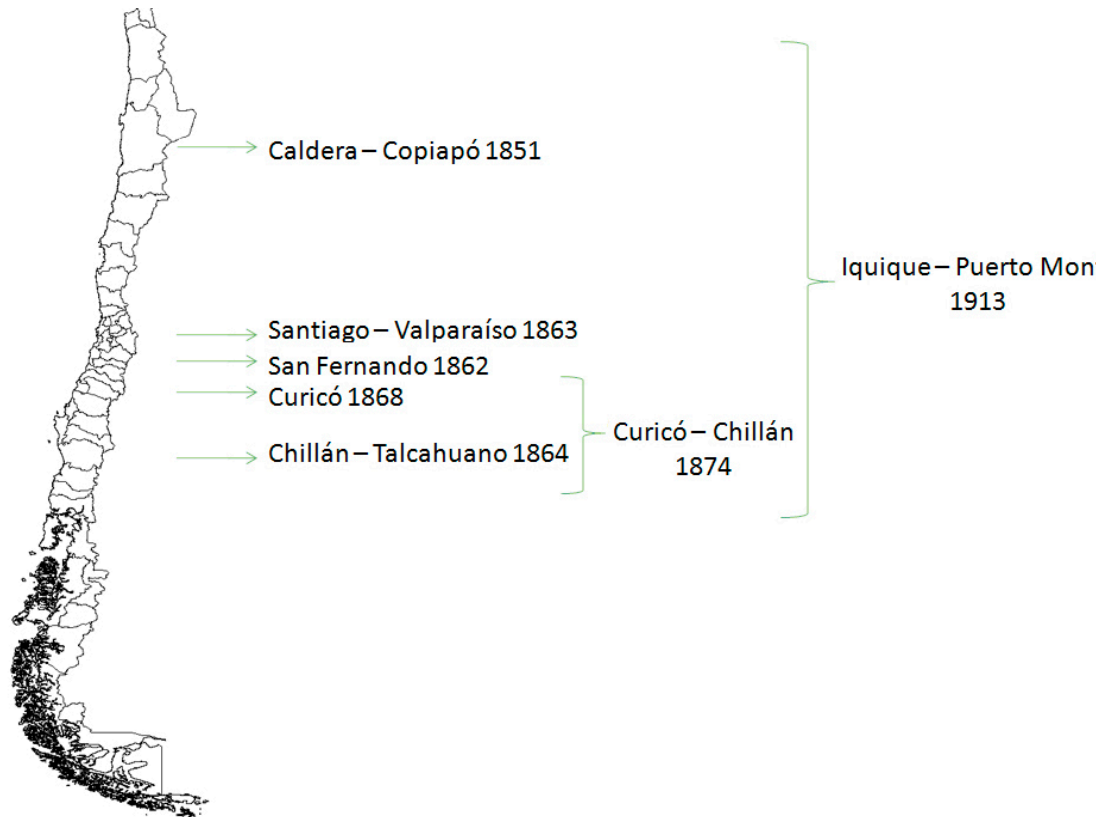 Caldera – Copiapó 1851
Iquique – Puerto Mon
1913
Santiago – Valparaíso 1863
San Fernando 1862
Curicó 1868
Curicó – Chillán
1874
Chillán – Talcahuano 1864